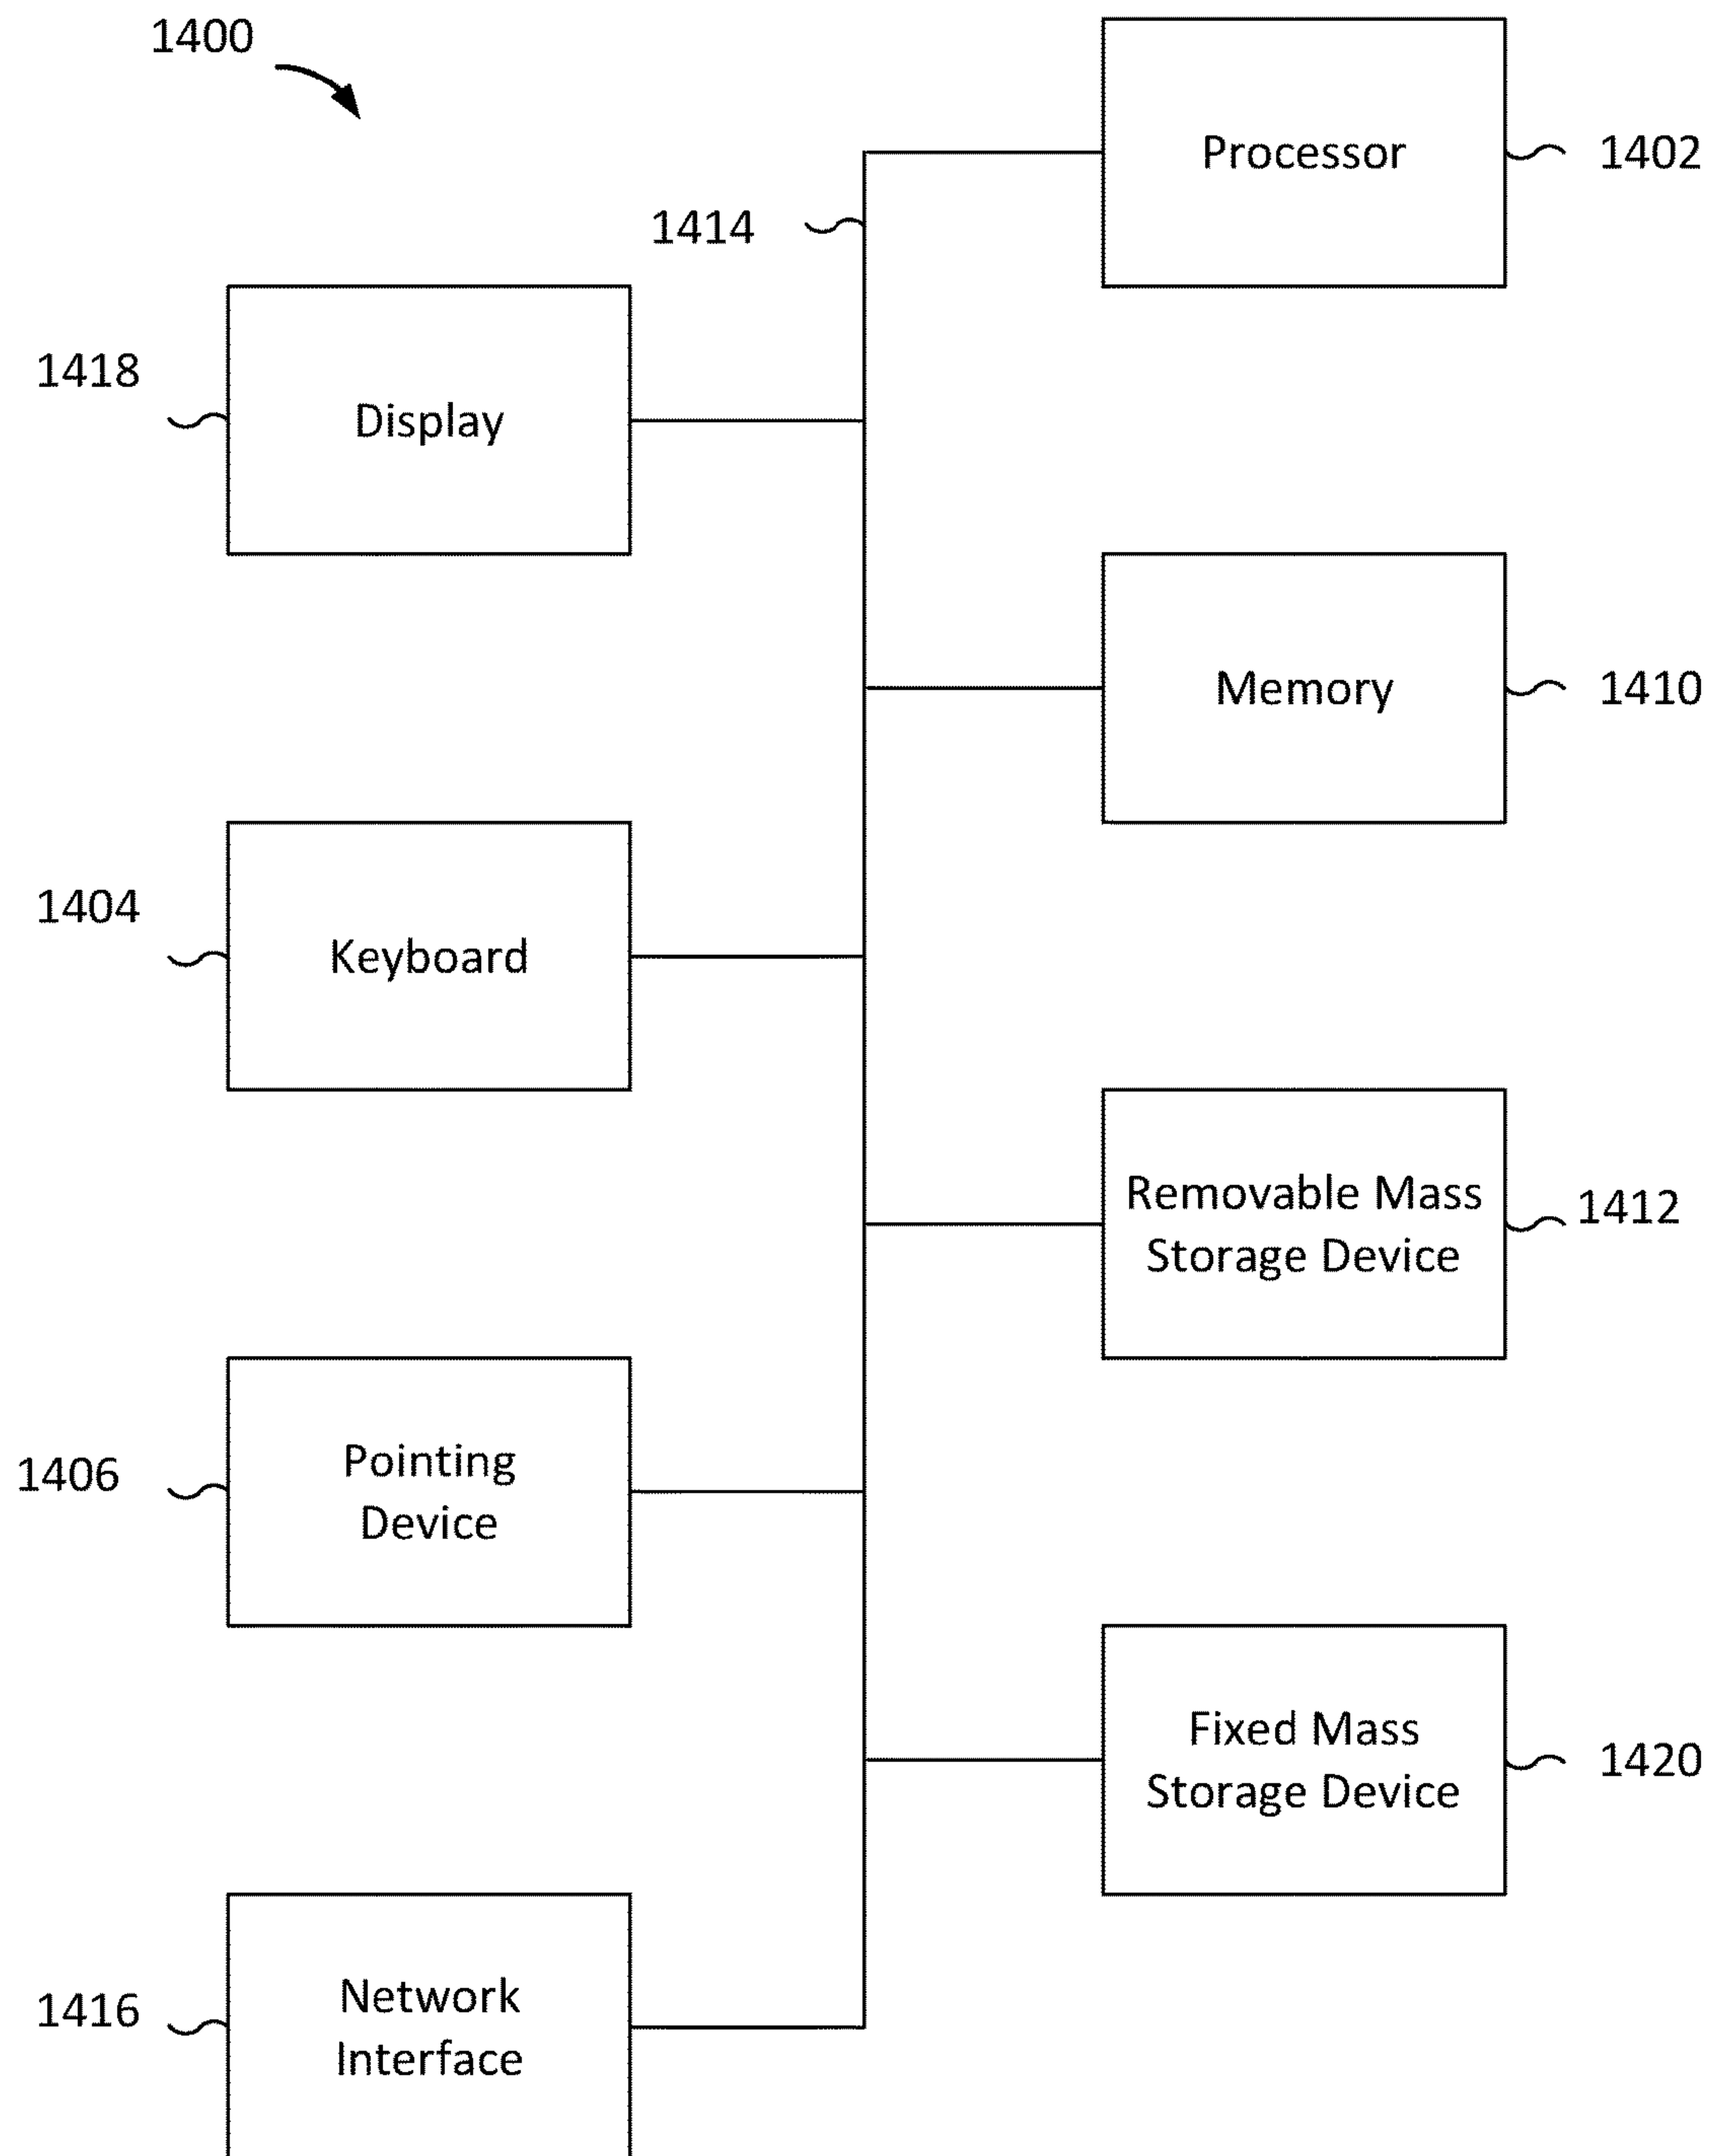 1400
Processor
1402
1414
1418
Display
Memory
1410
1404
Keyboard
Removable Mass
Storage Device
1412
1406
Pointing
Device
Fixed Mass
Storage Device
1420
1416
Network
Interface